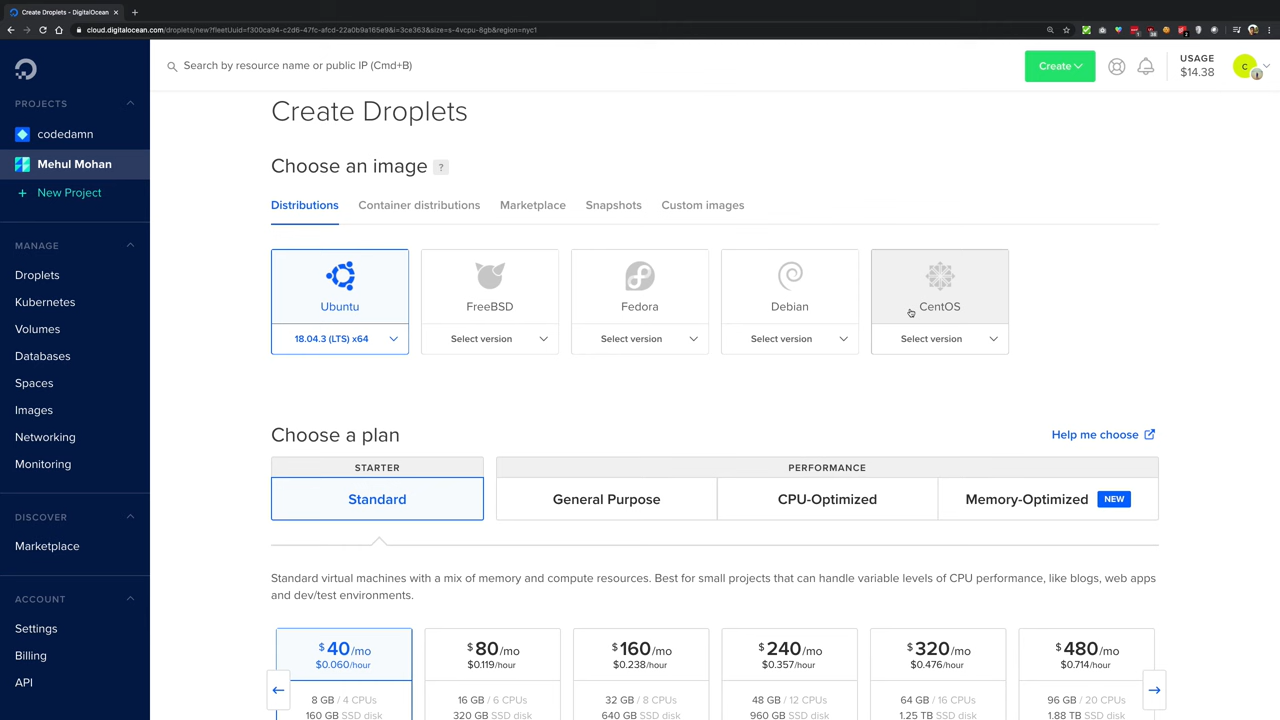 Create Droplets - DigitalOcean
cloud.digitalocean.com/droplets/new?fleetUuid=f300ca94-c2d6-47fc-afcd-22a0b9a165e9&i=3ce363&size=s-4vcpu-8gb&region=nyc1
Search by resource name or public IP (Cmd+B)
Create
USAGE
$14.38
C
PROJECTS
codedamn
Mehul Mohan
+ New Project
MANAGE
Droplets
Kubernetes
Volumes
Databases
Spaces
Images
Networking
Monitoring
DISCOVER
Marketplace
ACCOUNT
Settings
Billing
API
Create Droplets
Choose an image ?
Distributions Container distributions Marketplace Snapshots Custom images
Ubuntu FreeBSD Fedora Debian CentOS
18.04.3 (LTS) x64 Select version Select version Select version Select version
Choose a plan Help me choose
STARTER PERFORMANCE
Standard General Purpose CPU-Optimized Memory-Optimized NEW
Standard virtual machines with a mix of memory and compute resources. Best for small projects that can handle variable levels of CPU performance, like blogs, web apps
and dev/test environments.
$40/mo $80/mo $160/mo $240/mo $320/mo $480/mo
$0.060/hour $0.119/hour $0.238/hour $0.357/hour $0.476/hour $0.714/hour
8 GB / 4 CPUs 16 GB / 6 CPUs 32 GB / 8 CPUs 48 GB / 12 CPUs 64 GB / 16 CPUs 96 GB / 20 CPUs
160 GB SSD disk 320 GB SSD disk 640 GB SSD disk 960 GB SSD disk 1.25 TB SSD disk 1.88 TB SSD disk